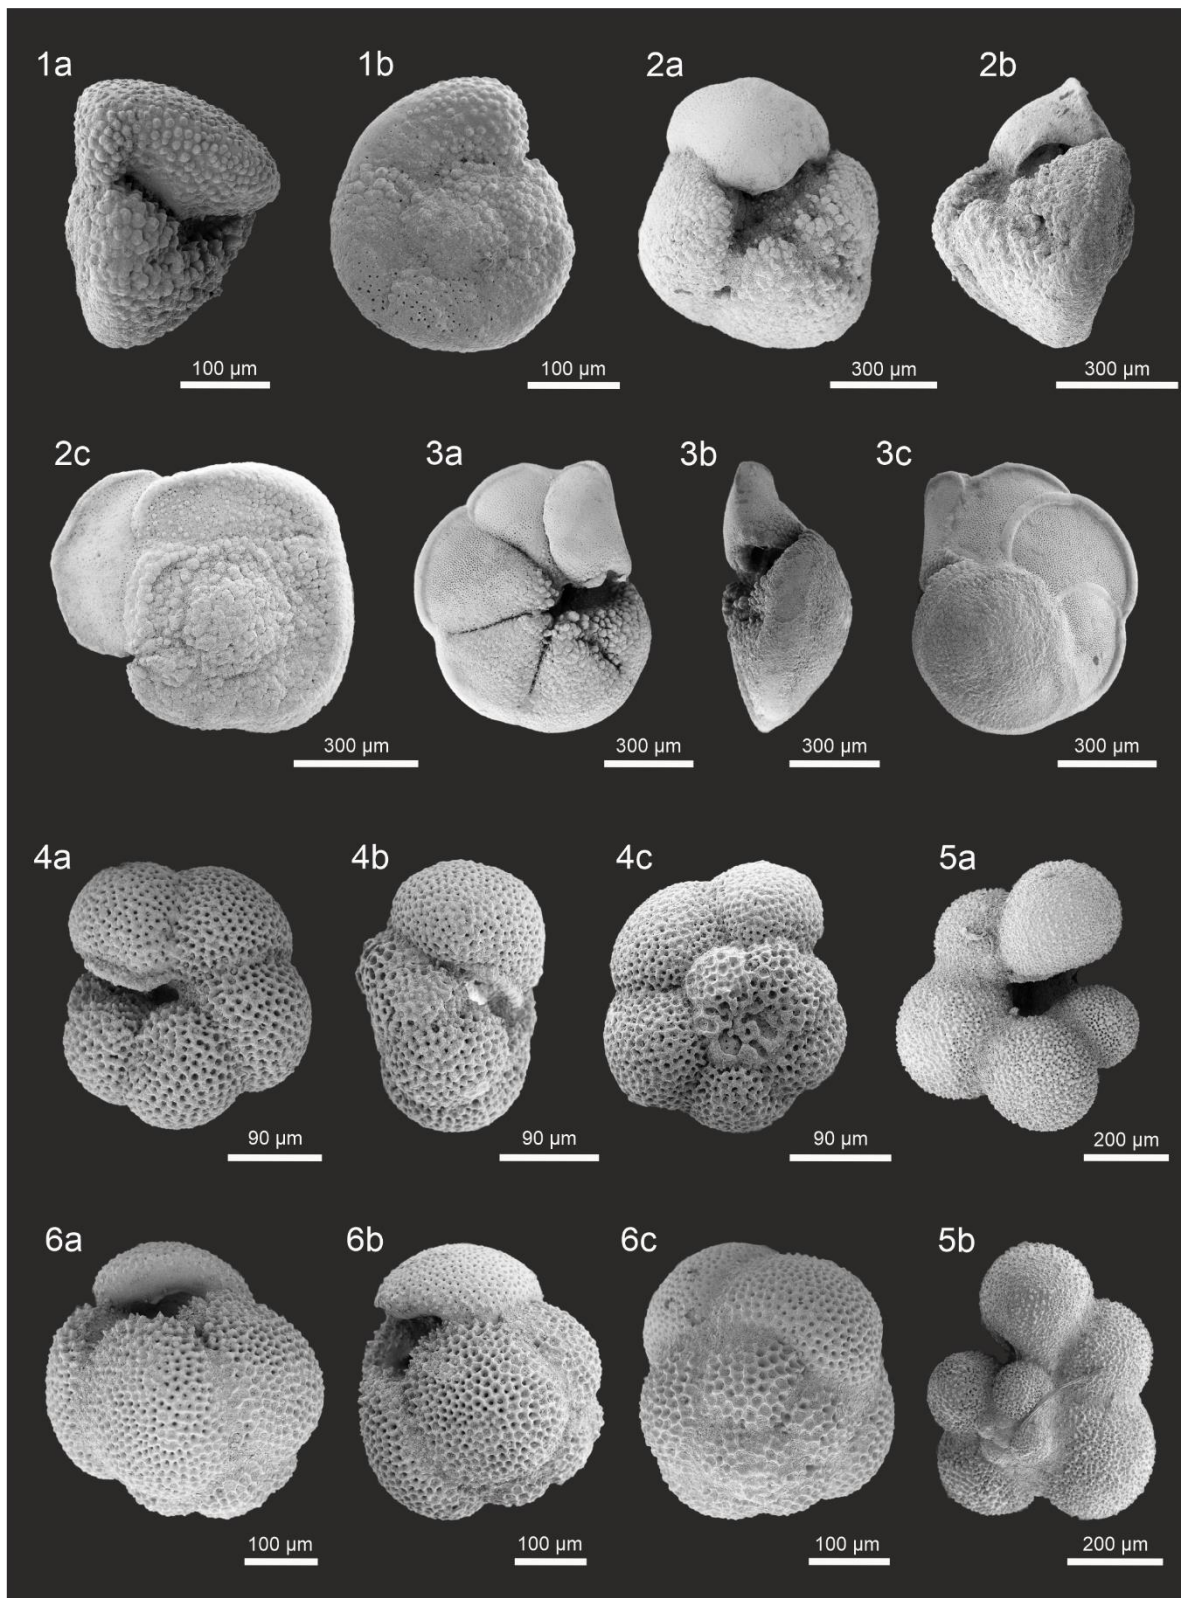 1a 1b 2a 2b
100 µm 100 µm 300 µm 300 µm
2c 3a 3b 3c
300 µm 300 µm 300 µm 300 µm
4a 4b 4c 5a
90 µm 90 µm 90 µm 200 µm
6a 6b 6c 5b
100 µm 100 µm 100 µm 200 µm